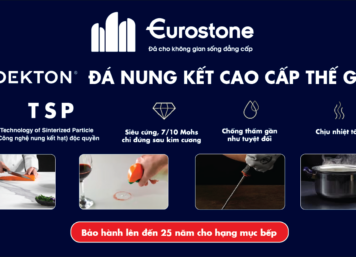 Eurostone
Đá cho không gian sống đẳng cấp
DEKTON® ĐÁ NUNG KẾT CAO CẤP THẾ G
TSP
Technology of Sinterized Particle
Công nghệ nung kết hạt) độc quyền
Siêu cứng, 7/10 Mohs
chỉ đứng sau kim cương
Chống thấm gần
như tuyệt đối
Chịu nhiệt tố
Bảo hành lên đến 25 năm cho hạng mục bếp